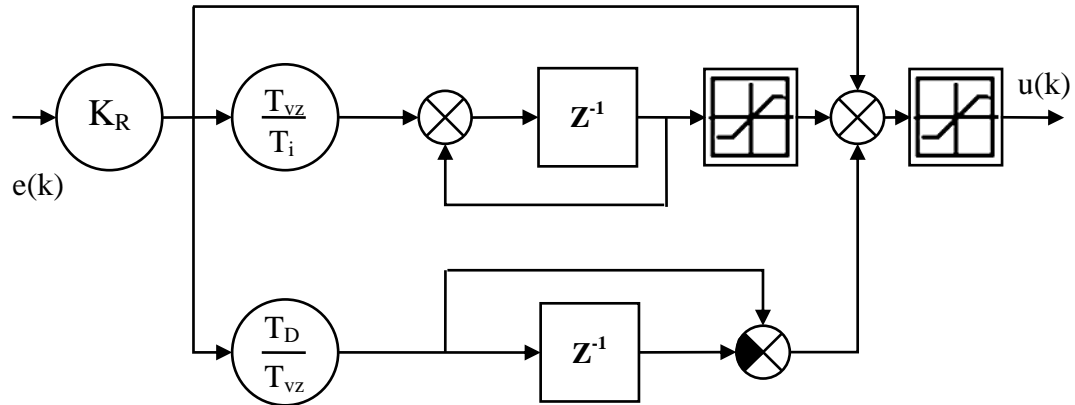 u(k)
K_R
T_vz
T_i
Z^-1
e(k)
T_D
T_vz
Z^-1